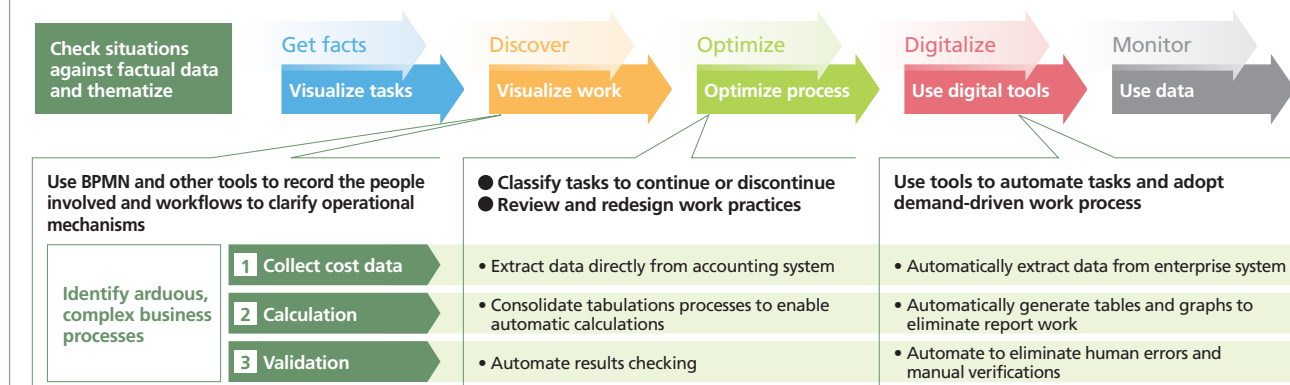 Check situations
against factual data
and thematize
Get facts
Visualize tasks
Discover
Visualize work
Optimize
Optimize process
Digitalize
Use digital tools
Monitor
Use data
Use BPMN and other tools to record the people
involved and workflows to clarify operational
mechanisms
● Classify tasks to continue or discontinue
● Review and redesign work practices
Use tools to automate tasks and adopt
demand-driven work process
Identify arduous,
complex business
processes
1 Collect cost data
• Extract data directly from accounting system
• Automatically extract data from enterprise system
2 Calculation
• Consolidate tabulations processes to enable
automatic calculations
• Automatically generate tables and graphs to
eliminate report work
3 Validation
• Automate results checking
• Automate to eliminate human errors and
manual verifications